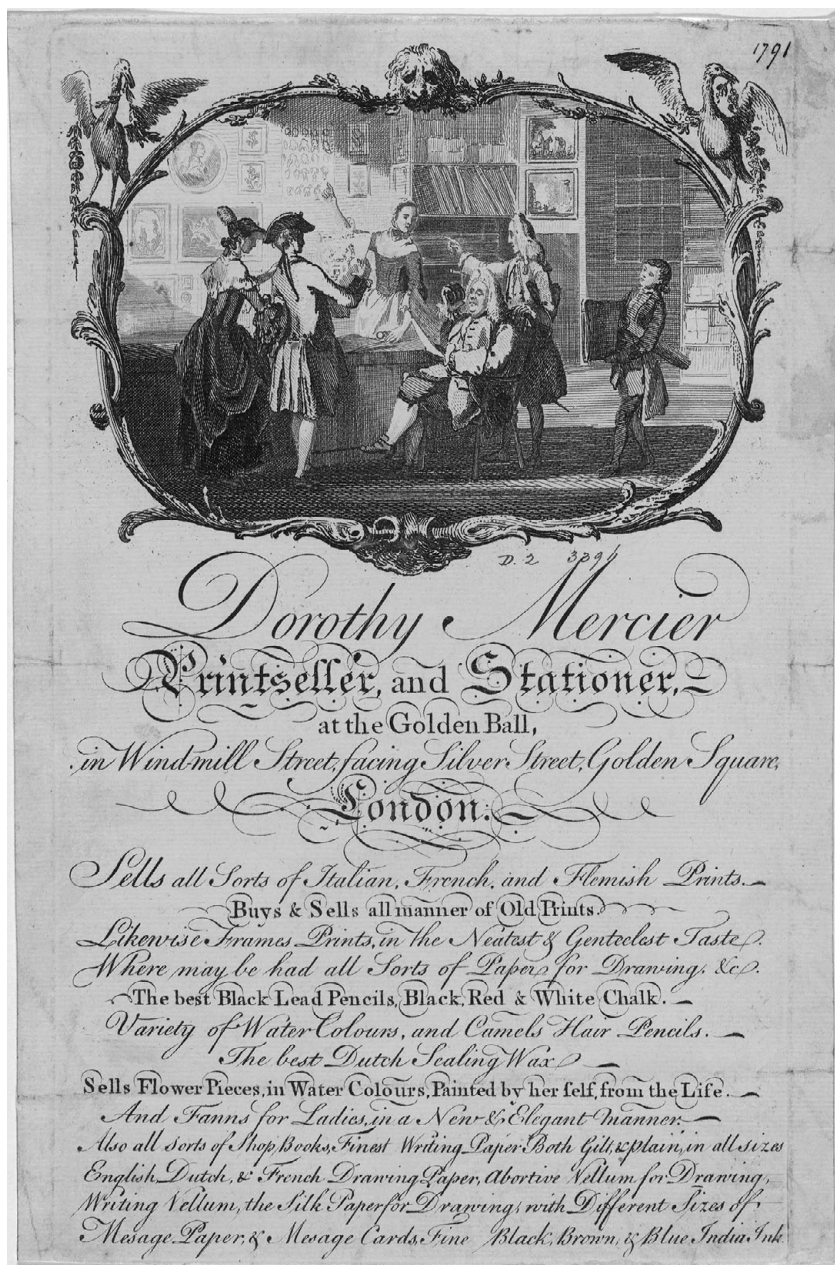 1791
D.2 3396
Dorothy Mercier
Printseller, and Stationer,
at the Golden Ball,
in Windmill Street, facing Silver Street, Golden Square,
London.
Sells all Sorts of Italian, French, and Flemish Prints.
Buys & Sells all manner of Old Prints.
Likewise Frames Prints, in the Neatest & Genteelest Taste.
Where may be had all Sorts of Paper for Drawing, &c.
The best Black Lead Pencils, Black, Red & White Chalk.
Variety of Water Colours, and Camels Hair Pencils.
The best Dutch Sealing Wax
Sells Flower Pieces, in Water Colours, Painted by her self, from the Life.
And Fanns for Ladies, in a New & Elegant manner.
Also all sorts of Shop Books, Finest Writing Paper Both Gilt, & plain, in all sizes
English, Dutch, & French Drawing Paper, Abortive Vellum for Drawing,
Writing Vellum, the Silk Paper for Drawing, with Different Sizes of
Mesage Paper, & Mesage Cards, Fine Black, Brown, & Blue India Ink